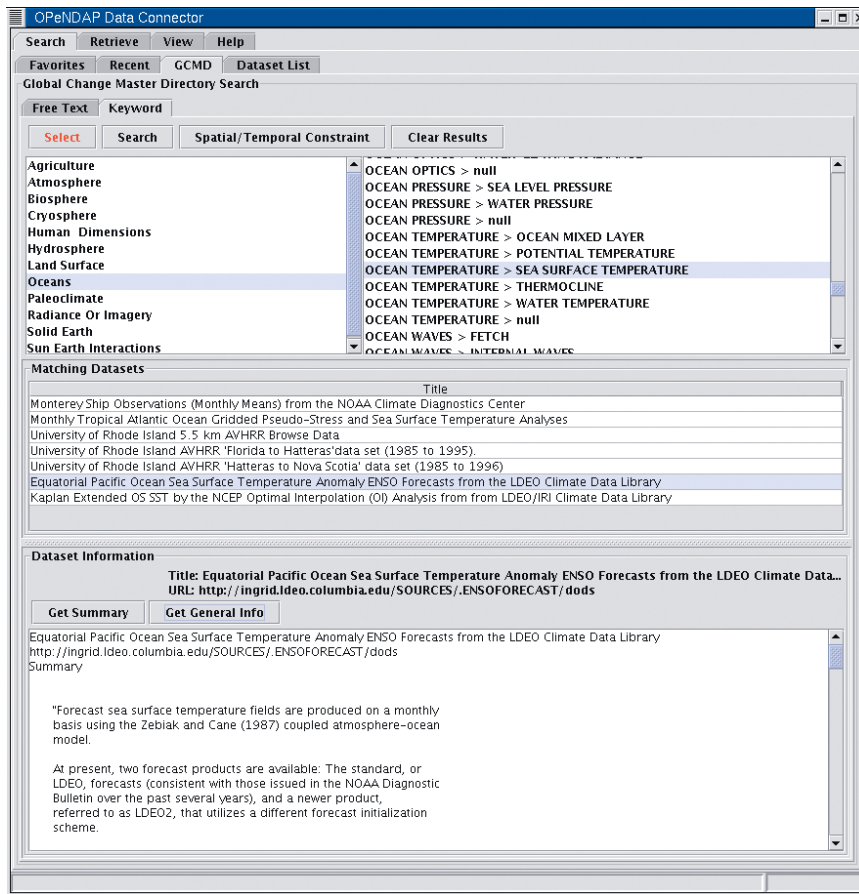 OPeNDAP Data Connector
Search Retrieve View Help
Favorites Recent GCMD Dataset List
Global Change Master Directory Search
Free Text Keyword
Select Search Spatial/Temporal Constraint Clear Results
Agriculture
Atmosphere
Biosphere
Cryosphere
Human Dimensions
Hydrosphere
Land Surface
Oceans
Paleoclimate
Radiance Or Imagery
Solid Earth
Sun Earth Interactions
OCEAN OPTICS > null
OCEAN PRESSURE > SEA LEVEL PRESSURE
OCEAN PRESSURE > WATER PRESSURE
OCEAN PRESSURE > null
OCEAN TEMPERATURE > OCEAN MIXED LAYER
OCEAN TEMPERATURE > POTENTIAL TEMPERATURE
OCEAN TEMPERATURE > SEA SURFACE TEMPERATURE
OCEAN TEMPERATURE > THERMOCLINE
OCEAN TEMPERATURE > WATER TEMPERATURE
OCEAN TEMPERATURE > null
OCEAN WAVES > FETCH
OCEAN WAVES > INTERNAL WAVES
Matching Datasets
Title
Monterey Ship Observations (Monthly Means) from the NOAA Climate Diagnostics Center
Monthly Tropical Atlantic Ocean Gridded Pseudo-Stress and Sea Surface Temperature Analyses
University of Rhode Island 5.5 km AVHRR Browse Data
University of Rhode Island AVHRR 'Florida to Hatteras'data set (1985 to 1995).
University of Rhode Island AVHRR 'Hatteras to Nova Scotia' data set (1985 to 1996)
Equatorial Pacific Ocean Sea Surface Temperature Anomaly ENSO Forecasts from the LDEO Climate Data Library
Kaplan Extended OS SST by the NCEP Optimal Interpolation (OI) Analysis from from LDEO/IRI Climate Data Library
Dataset Information
Title: Equatorial Pacific Ocean Sea Surface Temperature Anomaly ENSO Forecasts from the LDEO Climate Data...
URL: http://ingrid.ldeo.columbia.edu/SOURCES/.ENSOFORECAST/dods
Get Summary Get General Info
Equatorial Pacific Ocean Sea Surface Temperature Anomaly ENSO Forecasts from the LDEO Climate Data Library
http://ingrid.ldeo.columbia.edu/SOURCES/.ENSOFORECAST/dods
Summary
"Forecast sea surface temperature fields are produced on a monthly
basis using the Zebiak and Cane (1987) coupled atmosphere-ocean
model.
At present, two forecast products are available: The standard, or
LDEO, forecasts (consistent with those issued in the NOAA Diagnostic
Bulletin over the past several years), and a newer product,
referred to as LDEO2, that utilizes a different forecast initialization
scheme.